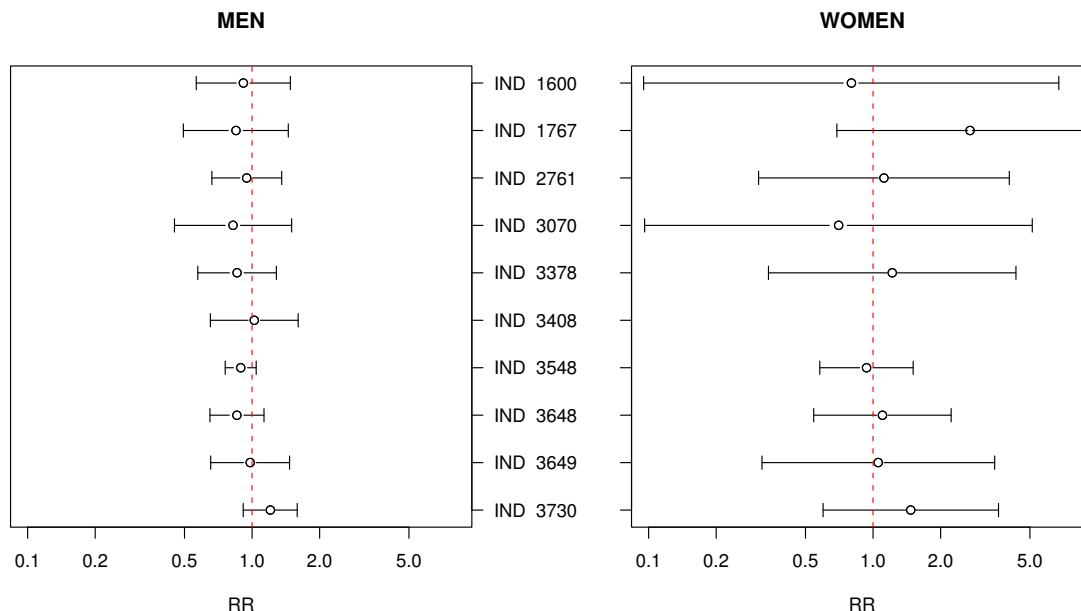 MEN
WOMEN
IND 1600
IND 1767
IND 2761
IND 3070
IND 3378
IND 3408
IND 3548
IND 3648
IND 3649
IND 3730
0.1 0.2 0.5 1.0 2.0 5.0
0.1 0.2 0.5 1.0 2.0 5.0
RR
RR